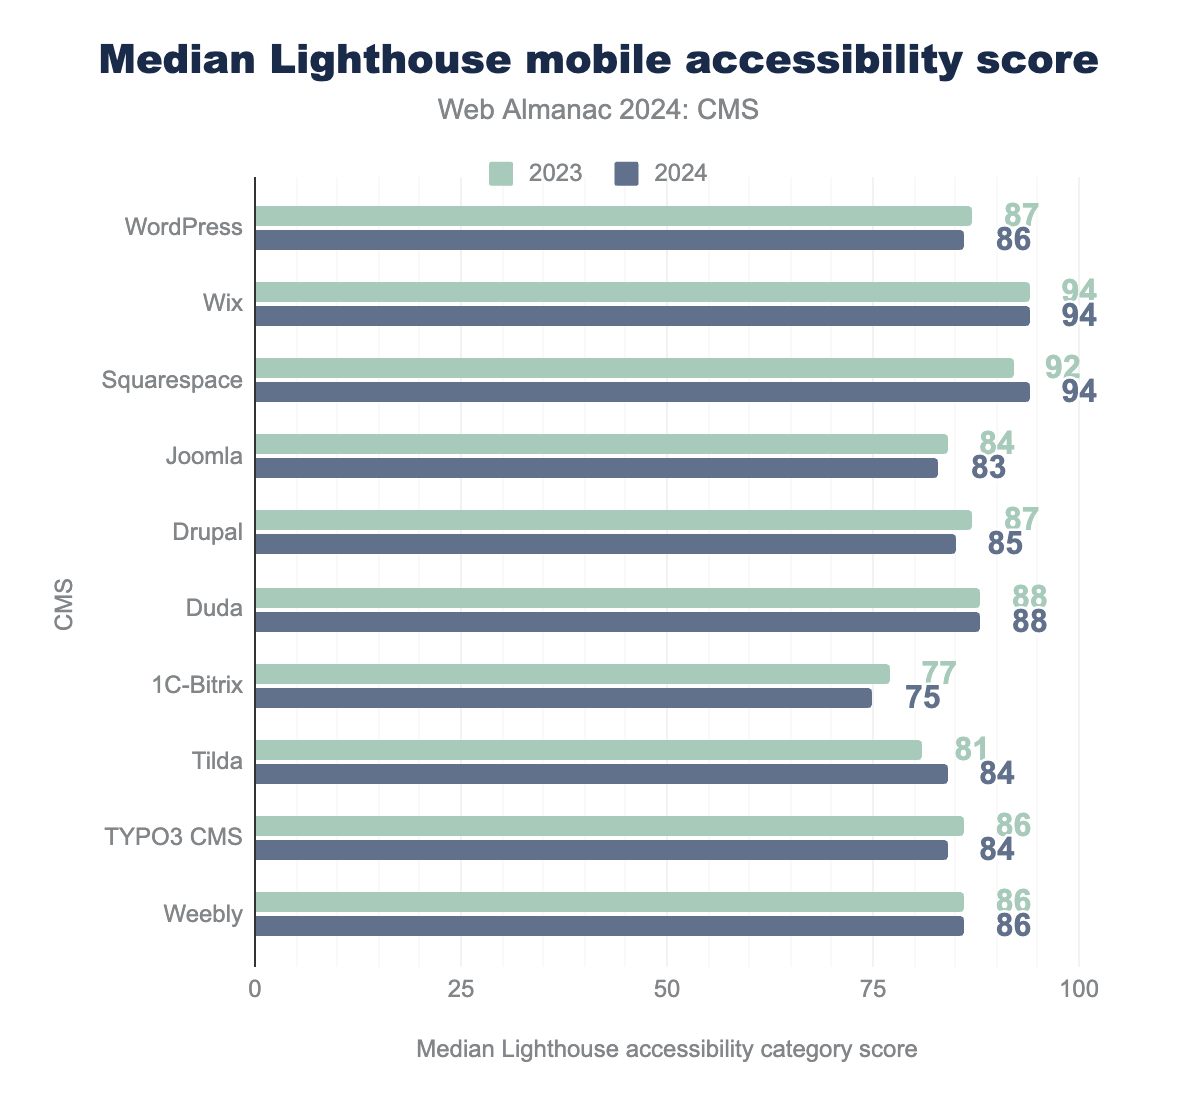 Median Lighthouse mobile accessibility score
Web Almanac 2024: CMS
2023 2024
WordPress 87
86
Wix 94
94
Squarespace 92
94
Joomla 84
83
Drupal 87
85
CMS
Duda 88
88
1C-Bitrix 77
75
Tilda 81
84
TYPO3 CMS 86
84
Weebly 86
86
0 25 50 75 100
Median Lighthouse accessibility category score